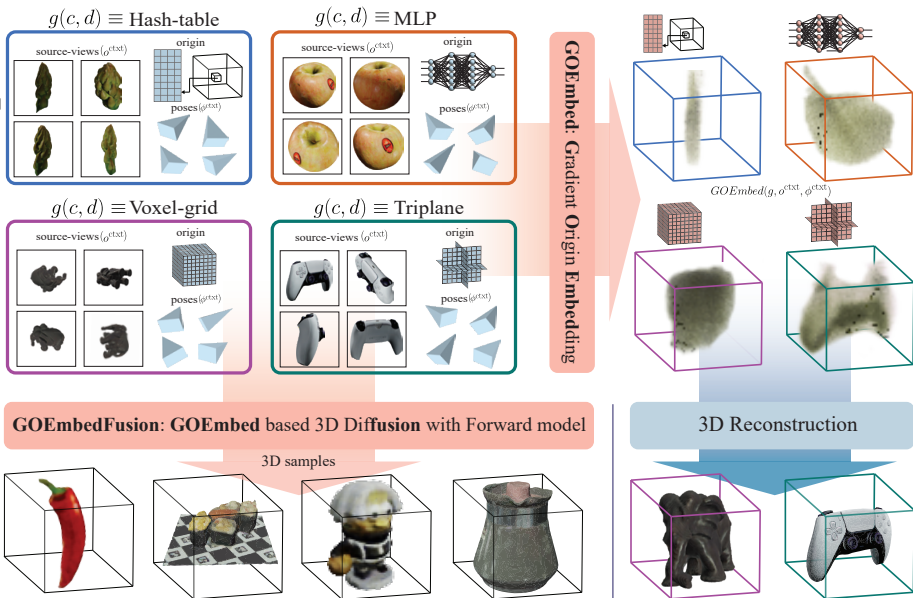 g(c, d) ≡ Hash-table
source-views (o^ctxt)
origin
poses(ϕ^ctxt)
g(c, d) ≡ MLP
source-views (o^ctxt)
origin
poses(ϕ^ctxt)
g(c, d) ≡ Voxel-grid
source-views (o^ctxt)
origin
poses(ϕ^ctxt)
g(c, d) ≡ Triplane
source-views (o^ctxt)
origin
poses(ϕ^ctxt)
GOEmbed: Gradient Origin Embedding
GOEmbed(g, o^ctxt, ϕ^ctxt)
GOEmbedFusion: GOEmbed based 3D Diffusion with Forward model
3D samples
3D Reconstruction